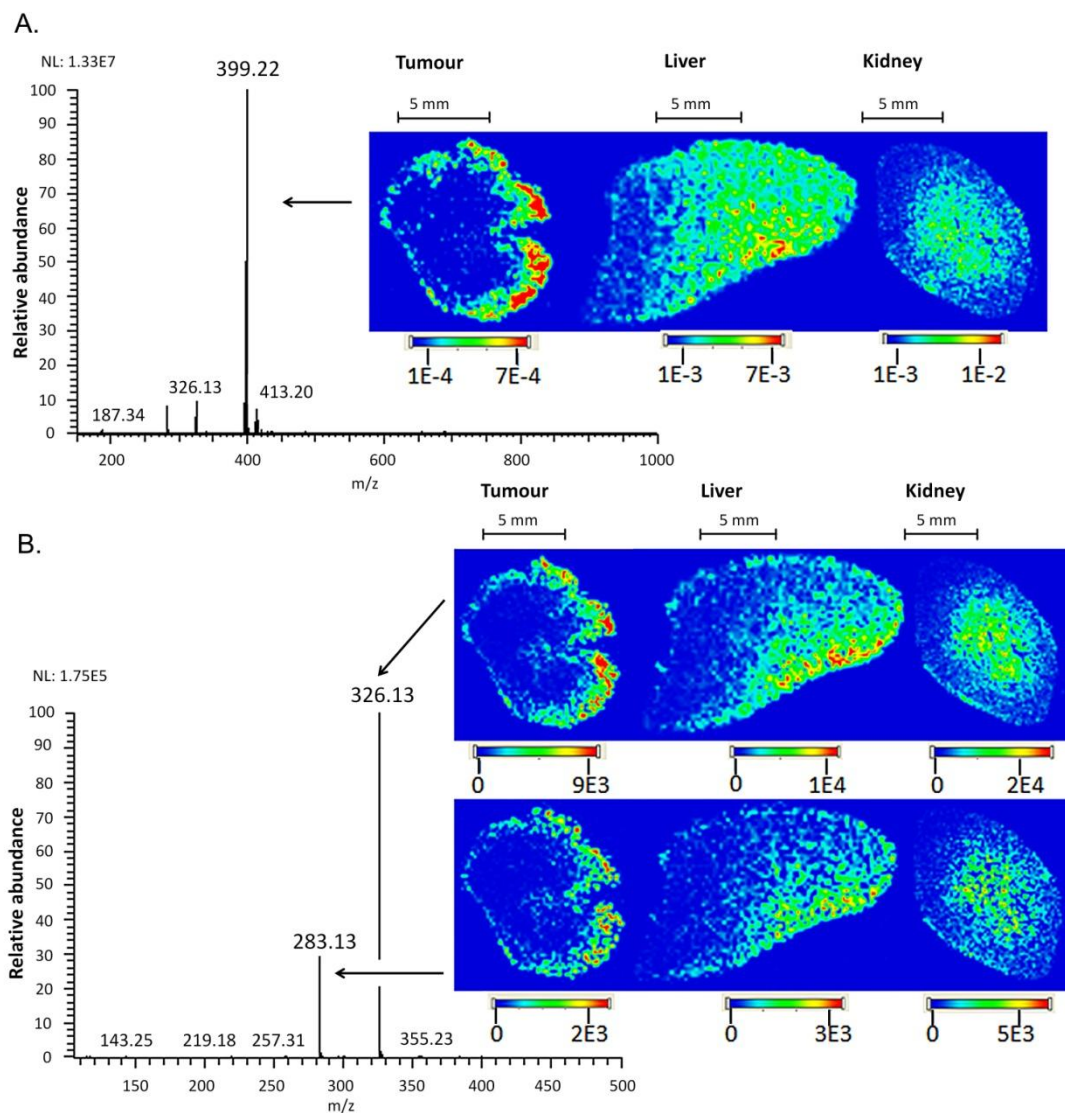 A.
NL: 1.33E7
Tumour Liver Kidney
5 mm 5 mm 5 mm
399.22
100
90
80
70
60
50
40
30
20
10
0
Relative abundance
187.34
326.13
413.20
1E-4 7E-4
1E-3 7E-3
1E-3 1E-2
200 400 600 800 1000
m/z
B.
Tumour Liver Kidney
5 mm 5 mm 5 mm
NL: 1.75E5
326.13
100
90
80
70
60
50
40
30
20
10
0
Relative abundance
283.13
143.25
219.18
257.31
355.23
0 9E3
0 1E4
0 2E4
0 2E3
0 3E3
0 5E3
150 200 250 300 350 400 450 500
m/z